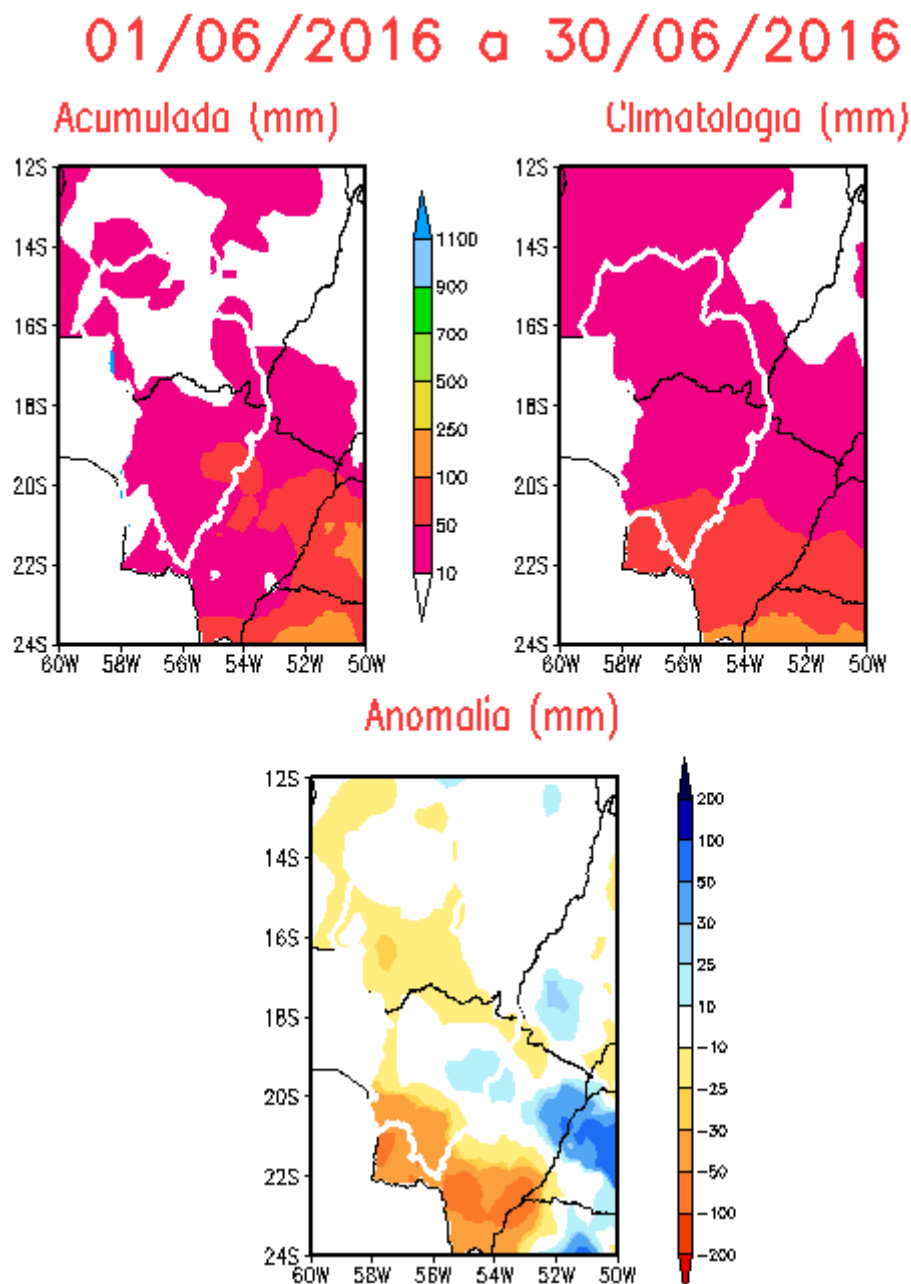 01/06/2016 a 30/06/2016
Acumulada (mm)
Climatologia (mm)
12S
14S
16S
18S
20S
22S
24S
60W 58W 56W 54W 52W 50W
1100
900
700
500
250
100
50
10
12S
14S
16S
18S
20S
22S
24S
60W 58W 56W 54W 52W 50W
Anomalia (mm)
12S
14S
16S
18S
20S
22S
24S
60W 58W 56W 54W 52W 50W
200
100
50
30
25
10
-10
-25
-30
-50
-100
-200